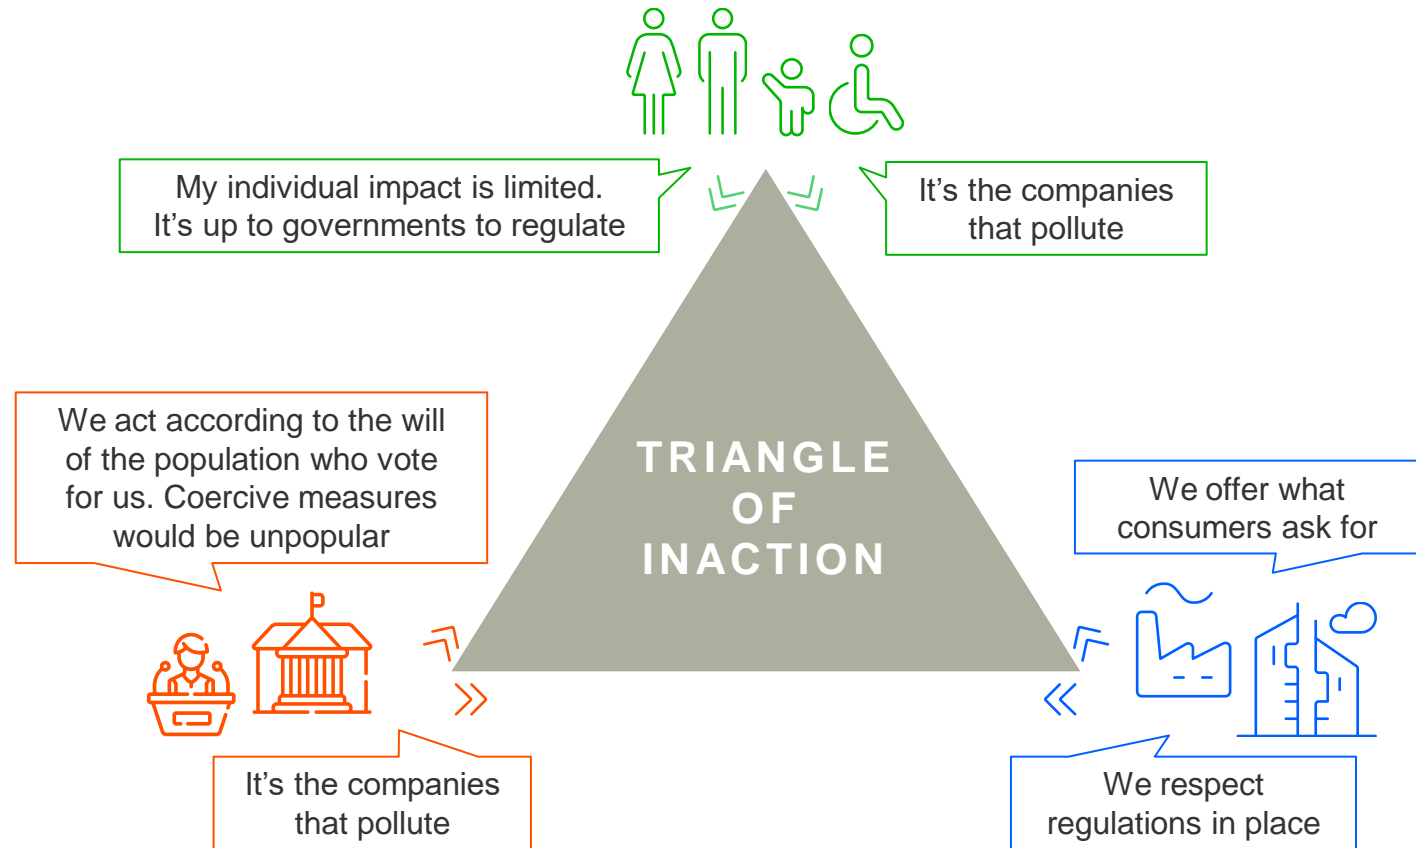 My individual impact is limited.
It's up to governments to regulate
It's the companies
that pollute
We act according to the will
of the population who vote
for us. Coercive measures
would be unpopular
TRIANGLE
OF
INACTION
We offer what
consumers ask for
It's the companies
that pollute
We respect
regulations in place